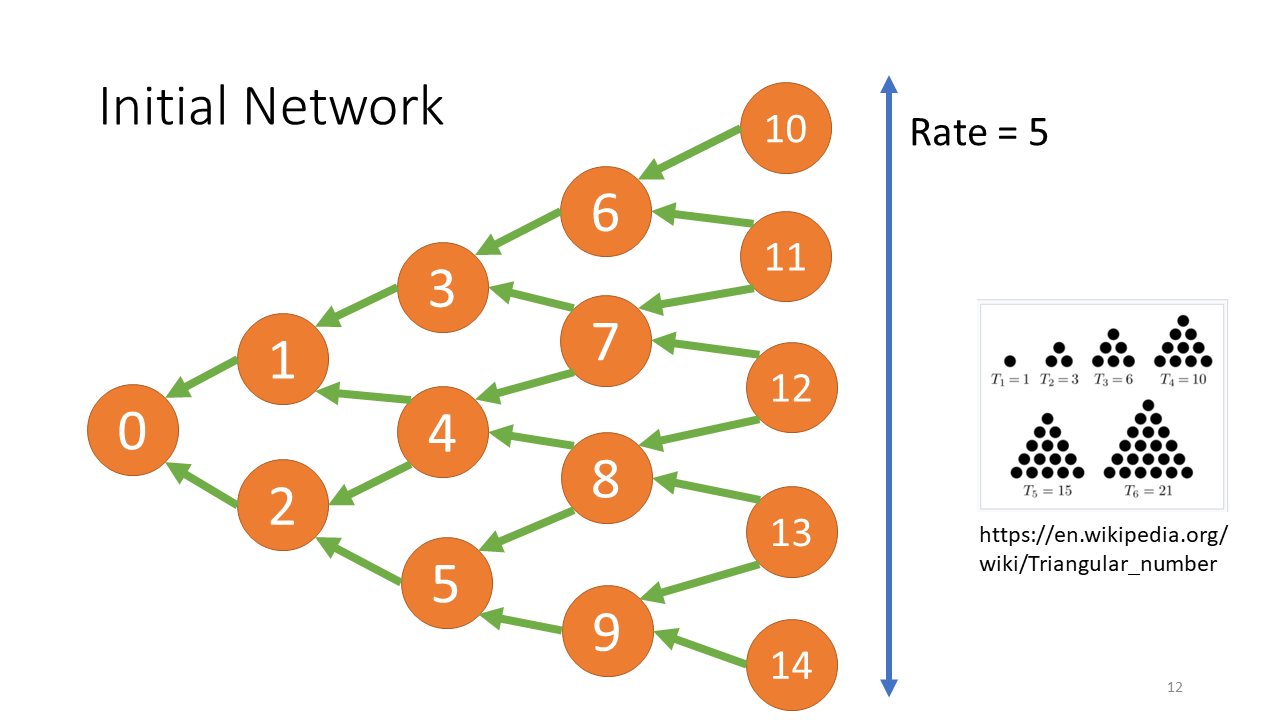 Initial Network
10
Rate = 5
6
11
3
7
1
12
0
4
8
2
13
5
9
14
T₁ = 1 T₂ = 3 T₃ = 6 T₄ = 10
T₅ = 15 T₆ = 21
https://en.wikipedia.org/
wiki/Triangular_number
12